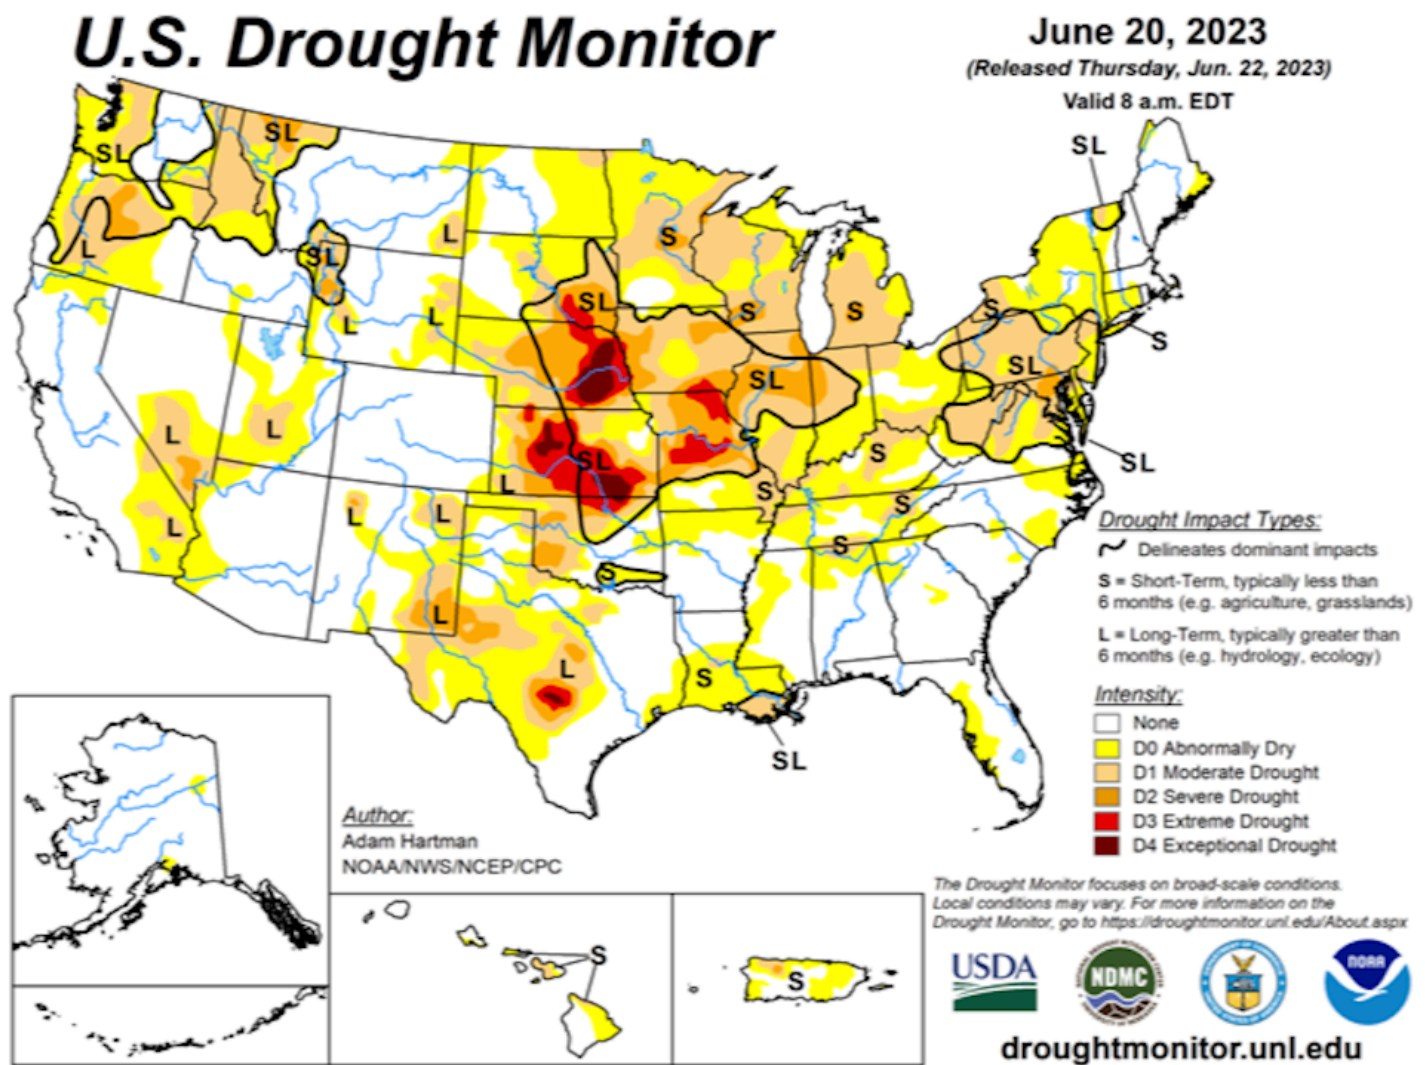 U.S. Drought Monitor
June 20, 2023
(Released Thursday, Jun. 22, 2023)
Valid 8 a.m. EDT
SL
SL
SL
S
L
L
SL
SL
S
S
S
L
L
S
SL
SL
L
L
SL
L
S
SL
S
S
L
L
L
S
S
L
L
S
SL
Drought Impact Types:
Delineates dominant impacts
S = Short-Term, typically less than
6 months (e.g. agriculture, grasslands)
L = Long-Term, typically greater than
6 months (e.g. hydrology, ecology)
Intensity:
None
D0 Abnormally Dry
D1 Moderate Drought
D2 Severe Drought
D3 Extreme Drought
D4 Exceptional Drought
Author:
Adam Hartman
NOAA/NWS/NCEP/CPC
S
S
The Drought Monitor focuses on broad-scale conditions.
Local conditions may vary. For more information on the
Drought Monitor, go to https://droughtmonitor.unl.edu/About.aspx
USDA
NDMC
NOAA
droughtmonitor.unl.edu